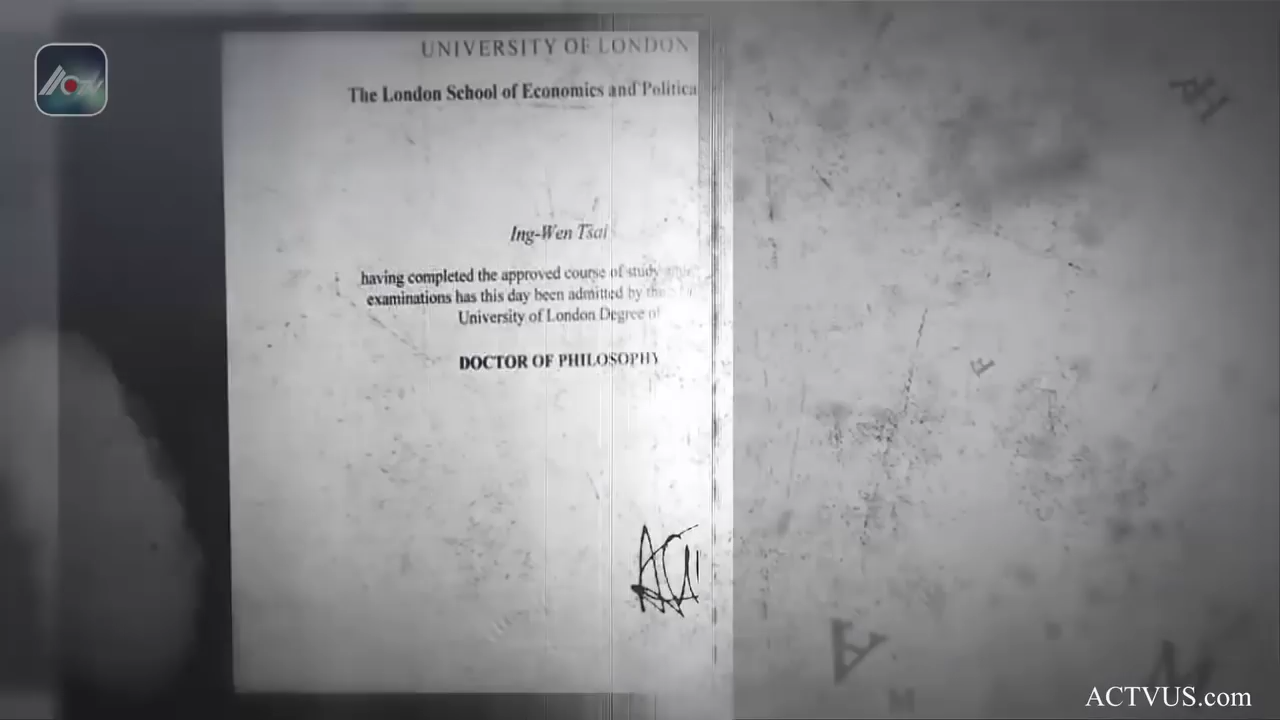 UNIVERSITY OF LONDON
The London School of Economics and Politica
Ing-Wen Tsai
having completed the approved course of study
examinations has this day been admitted by the
University of London Degree of
DOCTOR OF PHILOSOPHY
ACTVUS.com